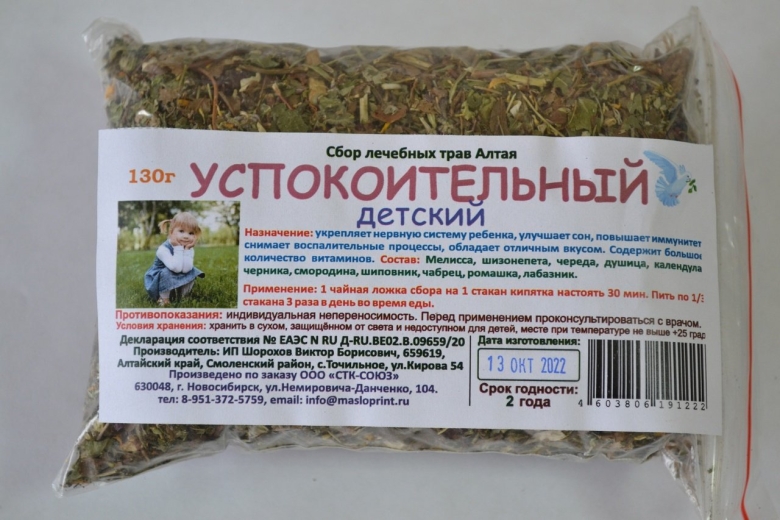 Сбор лечебных трав Алтая
130г УСПОКОИТЕЛЬНЫЙ
детский
Назначение: укрепляет нервную систему ребенка, улучшает сон, повышает иммунитет
снимает воспалительные процессы, обладает отличным вкусом. Содержит большое
количество витаминов. Состав: Мелисса, шизонепета, череда, душица, календула
черника, смородина, шиповник, чабрец, ромашка, лабазник.
Применение: 1 чайная ложка сбора на 1 стакан кипятка настоять 30 мин. Пить по 1/3
стакана 3 раза в день во время еды.
Противопоказания: индивидуальная непереносимость. Перед применением проконсультироваться с врачом.
Условия хранения: хранить в сухом, защищённом от света и недоступном для детей, месте при температуре не выше +25 град
Декларация соответствия № ЕАЭС N RU Д-RU.BE02.B.09659/20
Производитель: ИП Шорохов Виктор Борисович, 659619,
Алтайский край, Смоленский район, с.Точильное, ул.Кирова 54
Произведено по заказу ООО «СТК-СОЮЗ»
630048, г. Новосибирск, ул.Немировича-Данченко, 104.
тел: 8-951-372-5759, email: info@masloprint.ru
Дата изготовления:
13 ОКТ 2022
Срок годности:
2 года
4 603806 191222